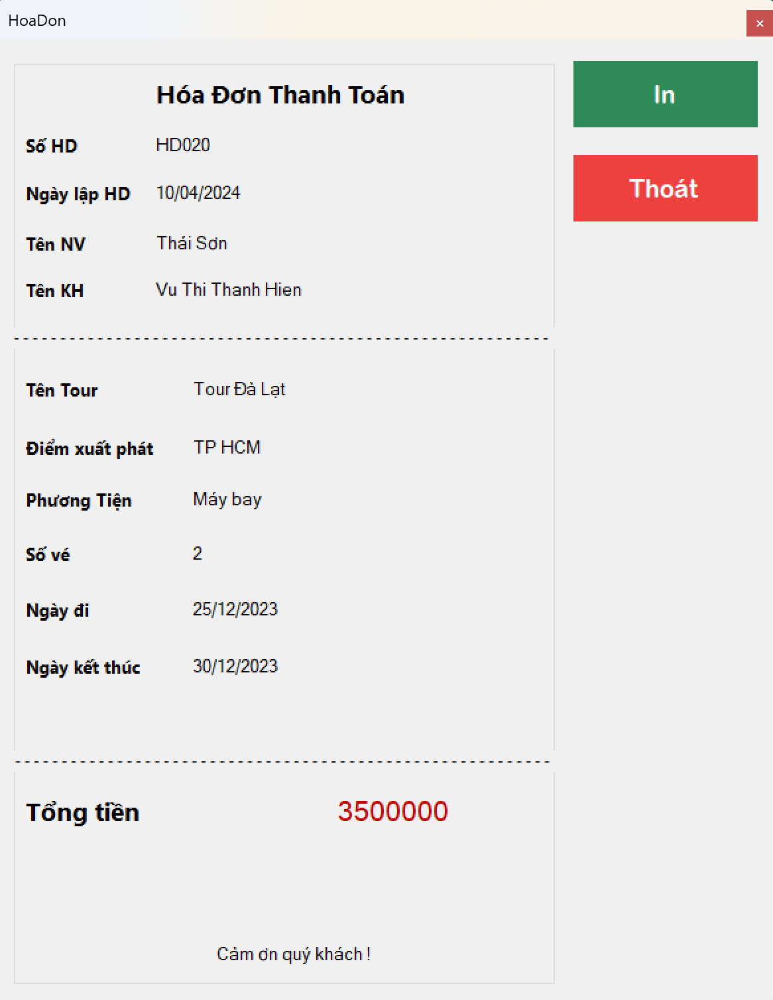 HoaDon
Hóa Đơn Thanh Toán
Số HD HD020
Ngày lập HD 10/04/2024
Tên NV Thái Sơn
Tên KH Vu Thi Thanh Hien
Tên Tour Tour Đà Lạt
Điểm xuất phát TP HCM
Phương Tiện Máy bay
Số vé 2
Ngày đi 25/12/2023
Ngày kết thúc 30/12/2023
Tổng tiền 3500000
Cảm ơn quý khách !
In
Thoát